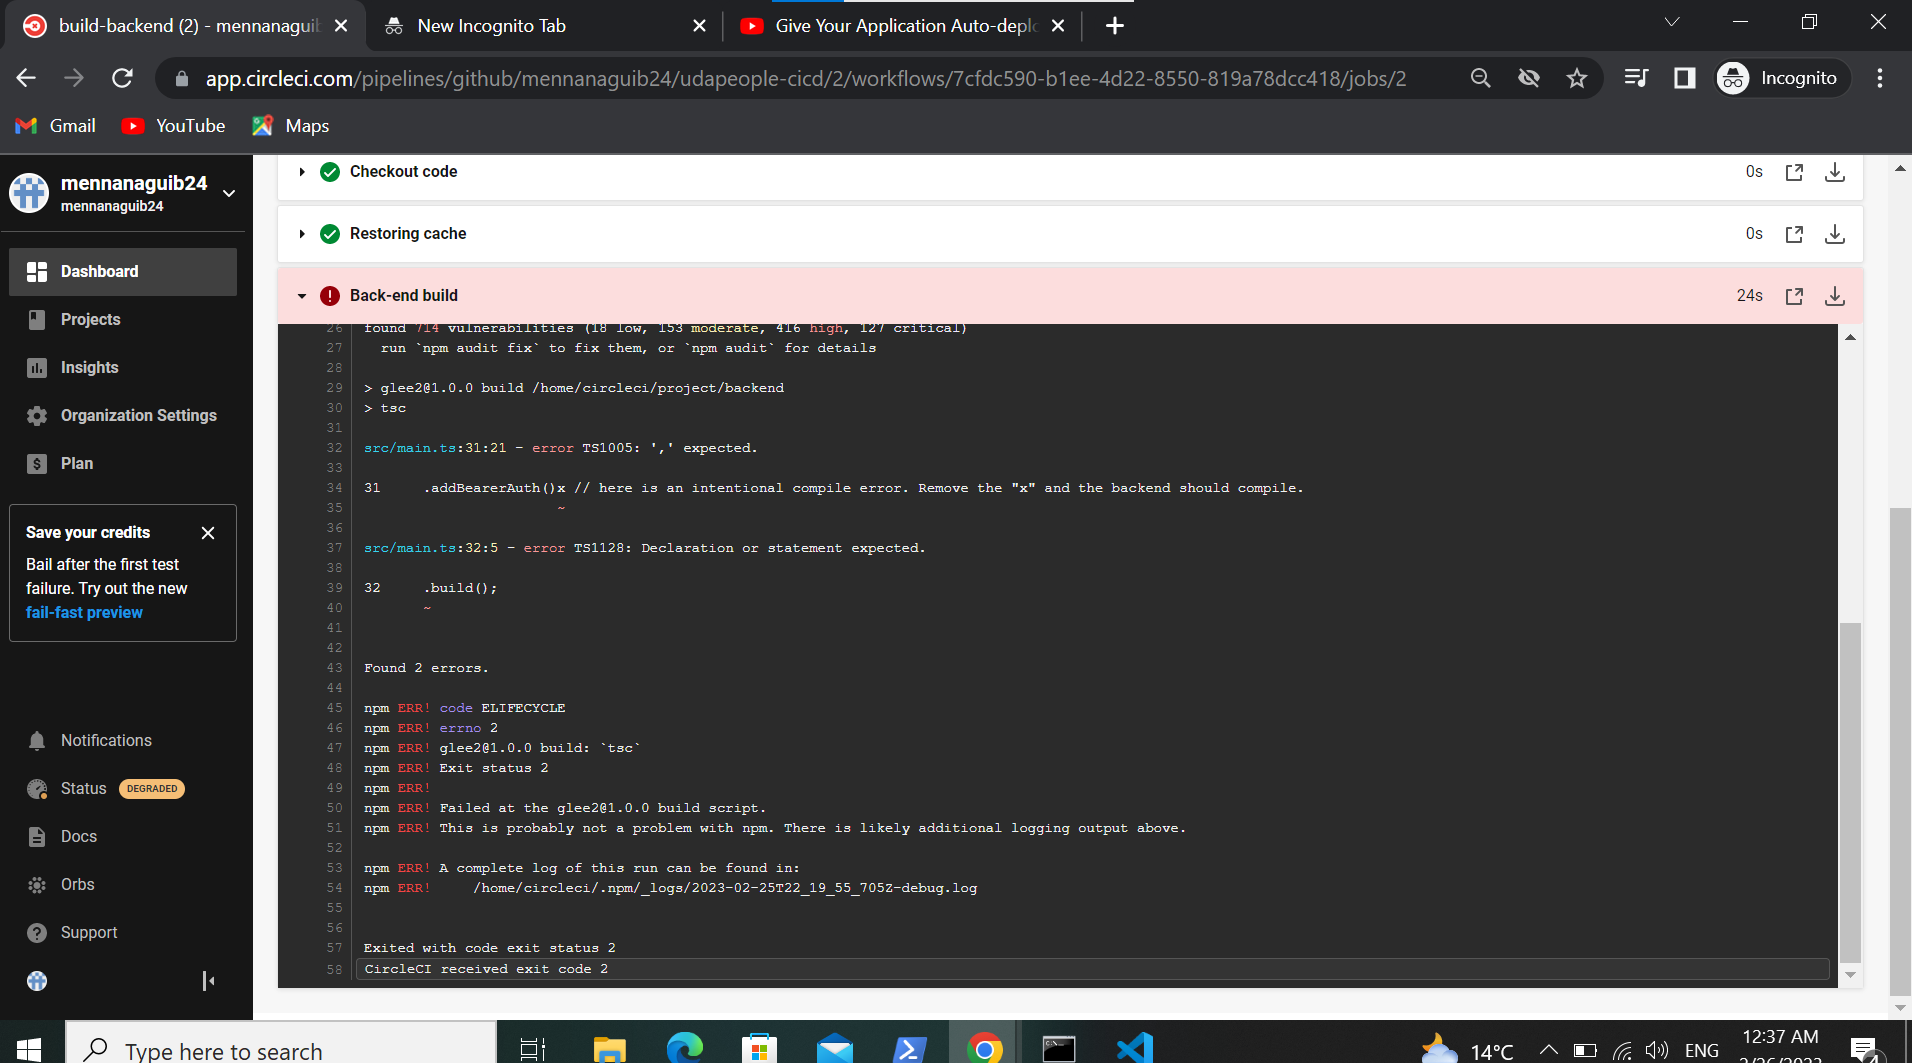 build-backend (2) - mennanaguib
New Incognito Tab
Give Your Application Auto-deplo
app.circleci.com/pipelines/github/mennanaguib24/udapeople-cicd/2/workflows/7cfdc590-b1ee-4d22-8550-819a78dcc418/jobs/2
Incognito
Gmail
YouTube
Maps
mennanaguib24
mennanaguib24
Dashboard
Projects
Insights
Organization Settings
Plan
Save your credits
Bail after the first test
failure. Try out the new
fail-fast preview
Notifications
Status DEGRADED
Docs
Orbs
Support
Checkout code 0s
Restoring cache 0s
Back-end build 24s
26 found 714 vulnerabilities (18 low, 153 moderate, 416 high, 127 critical)
27 run `npm audit fix` to fix them, or `npm audit` for details
28
29 > glee2@1.0.0 build /home/circleci/project/backend
30 > tsc
31
32 src/main.ts:31:21 - error TS1005: ',' expected.
33
34 31 .addBearerAuth()x // here is an intentional compile error. Remove the "x" and the backend should compile.
35 ~
36
37 src/main.ts:32:5 - error TS1128: Declaration or statement expected.
38
39 32 .build();
40 ~
41
42
43 Found 2 errors.
44
45 npm ERR! code ELIFECYCLE
46 npm ERR! errno 2
47 npm ERR! glee2@1.0.0 build: `tsc`
48 npm ERR! Exit status 2
49 npm ERR!
50 npm ERR! Failed at the glee2@1.0.0 build script.
51 npm ERR! This is probably not a problem with npm. There is likely additional logging output above.
52
53 npm ERR! A complete log of this run can be found in:
54 npm ERR! /home/circleci/.npm/_logs/2023-02-25T22_19_55_705Z-debug.log
55
56
57 Exited with code exit status 2
58 CircleCI received exit code 2
Type here to search
14°C
ENG
12:37 AM